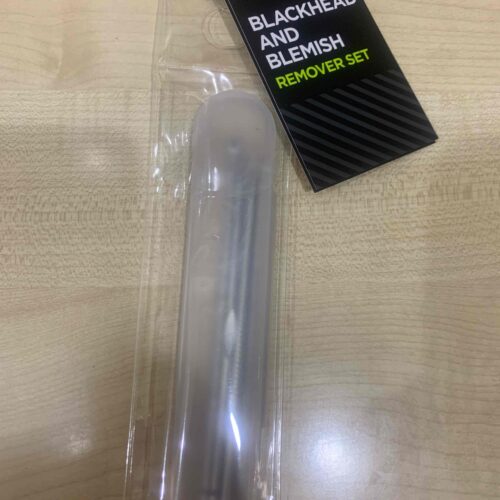 BLACKHEAD
AND
BLEMISH
REMOVER SET